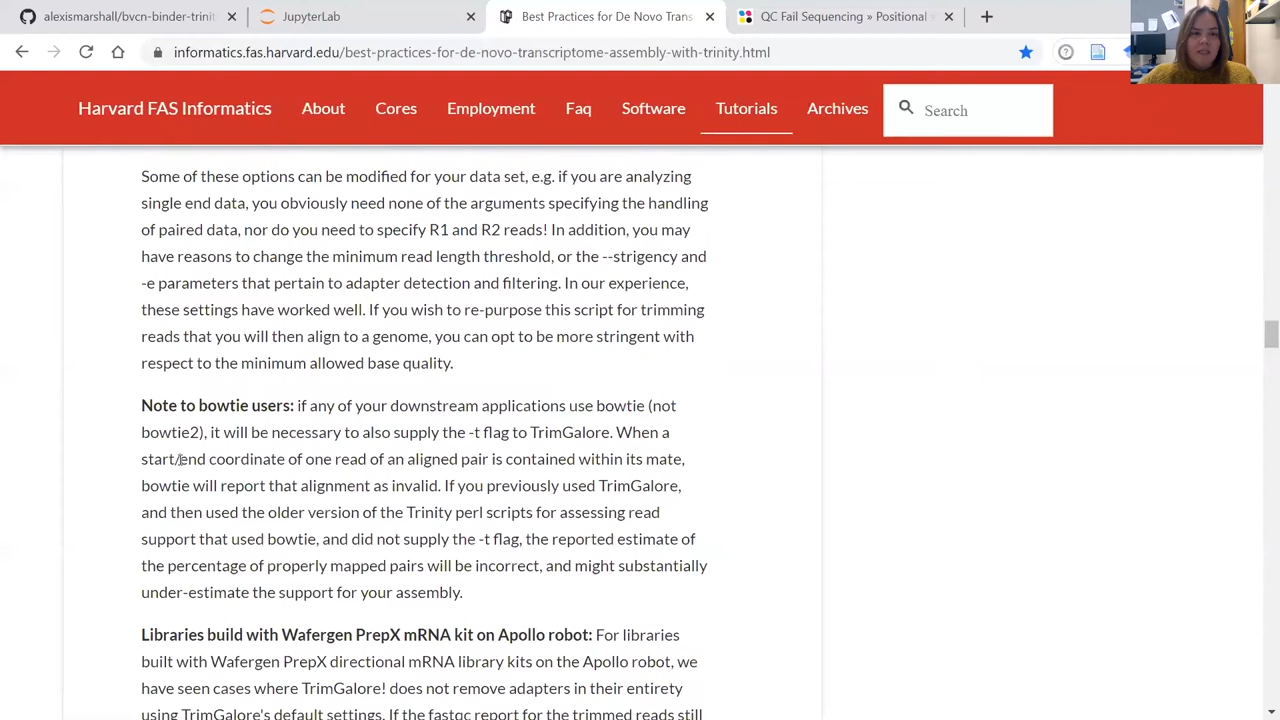 alexismarshall/bvcn-binder-trinit
JupyterLab
Best Practices for De Novo Trans
QC Fail Sequencing » Positional
informatics.fas.harvard.edu/best-practices-for-de-novo-transcriptome-assembly-with-trinity.html
Harvard FAS Informatics About Cores Employment Faq Software Tutorials Archives Search
Some of these options can be modified for your data set, e.g. if you are analyzing
single end data, you obviously need none of the arguments specifying the handling
of paired data, nor do you need to specify R1 and R2 reads! In addition, you may
have reasons to change the minimum read length threshold, or the --strigency and
-e parameters that pertain to adapter detection and filtering. In our experience,
these settings have worked well. If you wish to re-purpose this script for trimming
reads that you will then align to a genome, you can opt to be more stringent with
respect to the minimum allowed base quality.
Note to bowtie users: if any of your downstream applications use bowtie (not
bowtie2), it will be necessary to also supply the -t flag to TrimGalore. When a
start/end coordinate of one read of an aligned pair is contained within its mate,
bowtie will report that alignment as invalid. If you previously used TrimGalore,
and then used the older version of the Trinity perl scripts for assessing read
support that used bowtie, and did not supply the -t flag, the reported estimate of
the percentage of properly mapped pairs will be incorrect, and might substantially
under-estimate the support for your assembly.
Libraries build with Wafergen PrepX mRNA kit on Apollo robot: For libraries
built with Wafergen PrepX directional mRNA library kits on the Apollo robot, we
have seen cases where TrimGalore! does not remove adapters in their entirety
using TrimGalore's default settings. If the fastqc report for the trimmed reads still